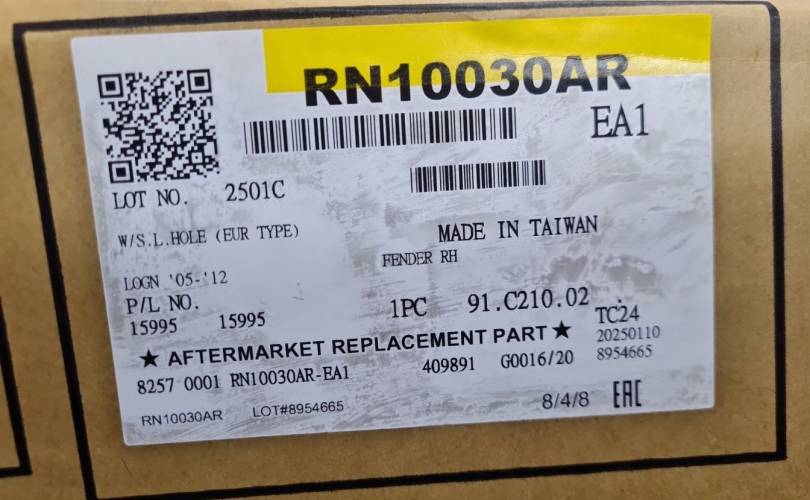 RN10030AR
EA1
LOT NO. 2501C
W/S.L.HOLE (EUR TYPE)
MADE IN TAIWAN
FENDER RH
LOGN '05-'12
P/L NO.
15995 15995
1PC 91.C210.02
TC24
★ AFTERMARKET REPLACEMENT PART ★
20250110
8257 0001 RN10030AR-EA1 409891 G0016/20 8954665
RN10030AR LOT#8954665 8/4/8 EAC